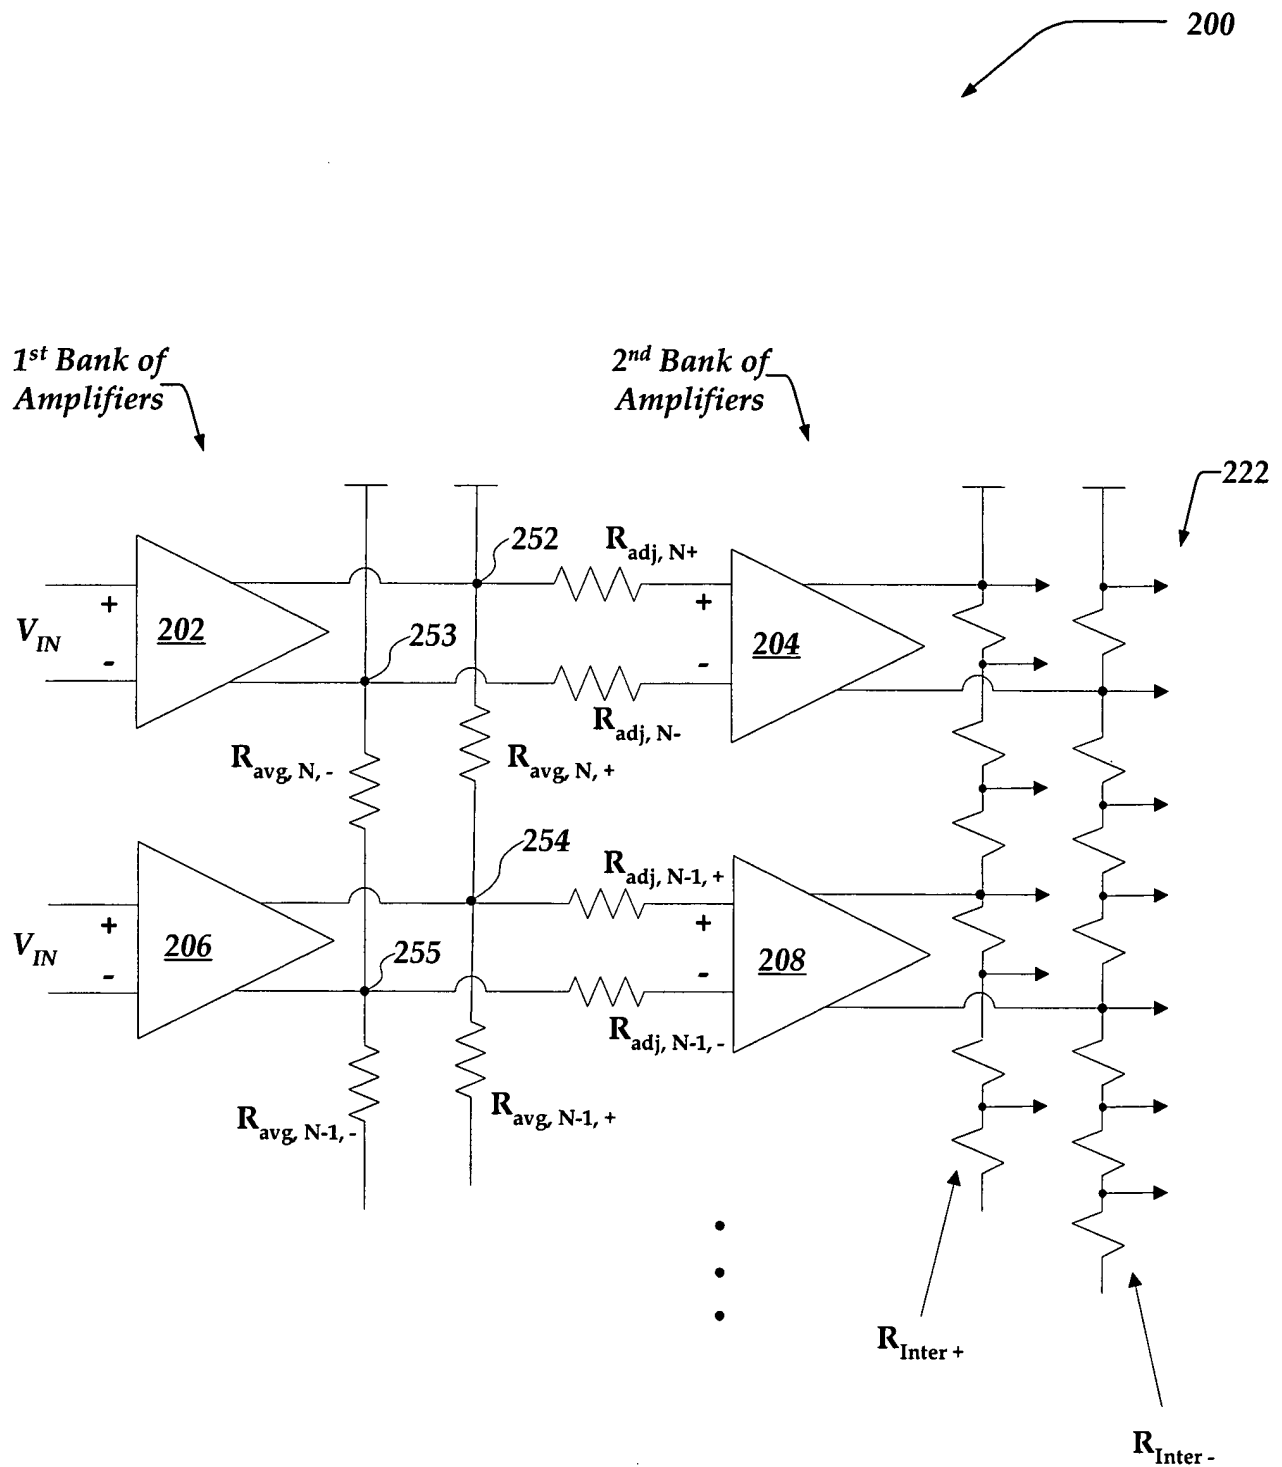 200
1st Bank of
Amplifiers
2nd Bank of
Amplifiers
222
252
Radj, N+
+
VIN
-
202
253
+
-
204
Radj, N-
Ravg, N, -
Ravg, N, +
254
Radj, N-1, +
+
VIN
-
206
255
+
-
208
Radj, N-1, -
Ravg, N-1, -
Ravg, N-1, +
RInter +
RInter -